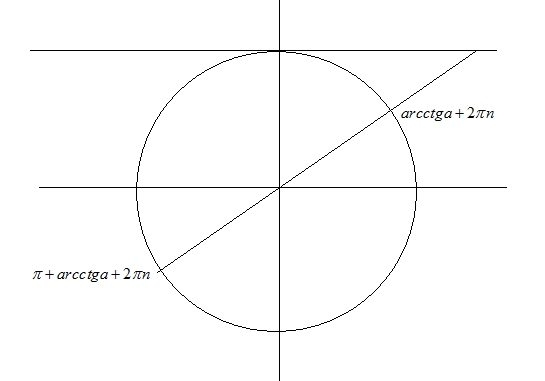 arcctga + 2πn
π + arcctga + 2πn